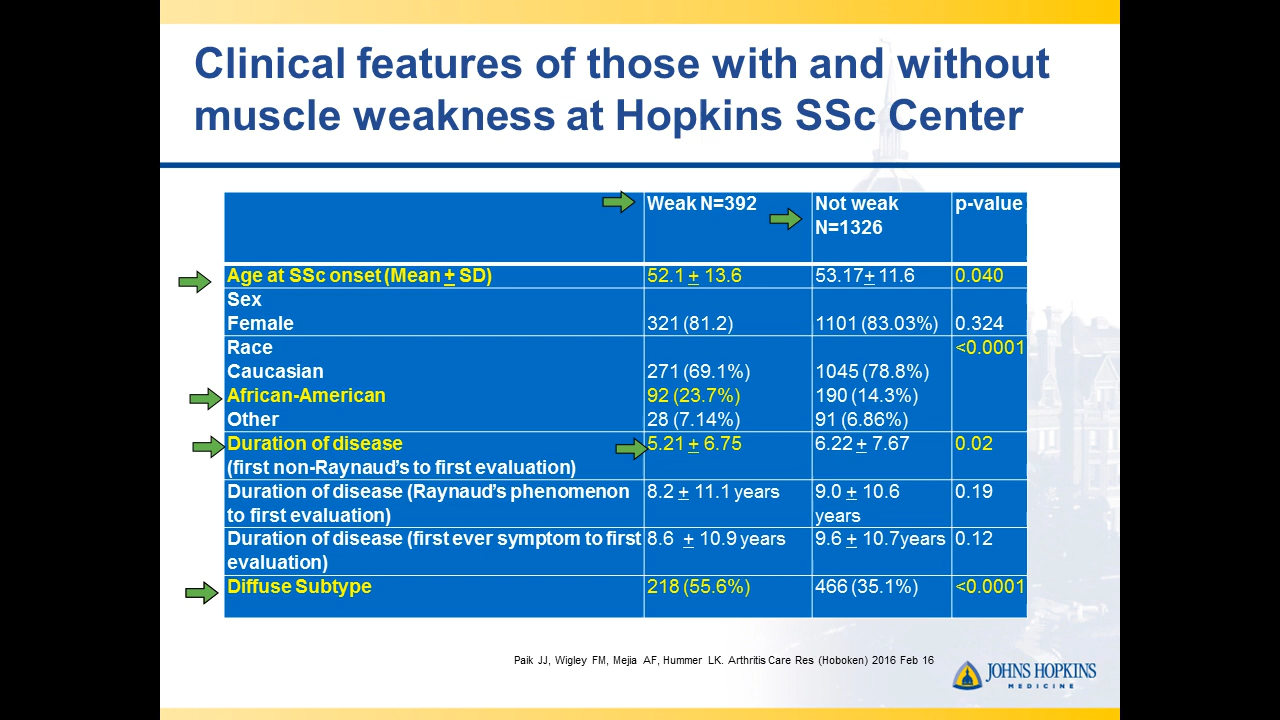 Clinical features of those with and without
muscle weakness at Hopkins SSc Center
Weak N=392
Not weak
N=1326
p-value
Age at SSc onset (Mean + SD)
52.1 + 13.6
53.17+ 11.6
0.040
Sex
Female
321 (81.2)
1101 (83.03%)
0.324
Race
<0.0001
Caucasian
271 (69.1%)
1045 (78.8%)
African-American
92 (23.7%)
190 (14.3%)
Other
28 (7.14%)
91 (6.86%)
Duration of disease
(first non-Raynaud's to first evaluation)
5.21 + 6.75
6.22 + 7.67
0.02
Duration of disease (Raynaud's phenomenon
to first evaluation)
8.2 + 11.1 years
9.0 + 10.6
years
0.19
Duration of disease (first ever symptom to first
evaluation)
8.6 + 10.9 years
9.6 + 10.7years
0.12
Diffuse Subtype
218 (55.6%)
466 (35.1%)
<0.0001
Paik JJ, Wigley FM, Mejia AF, Hummer LK. Arthritis Care Res (Hoboken) 2016 Feb 16
JOHNS HOPKINS
MEDICINE